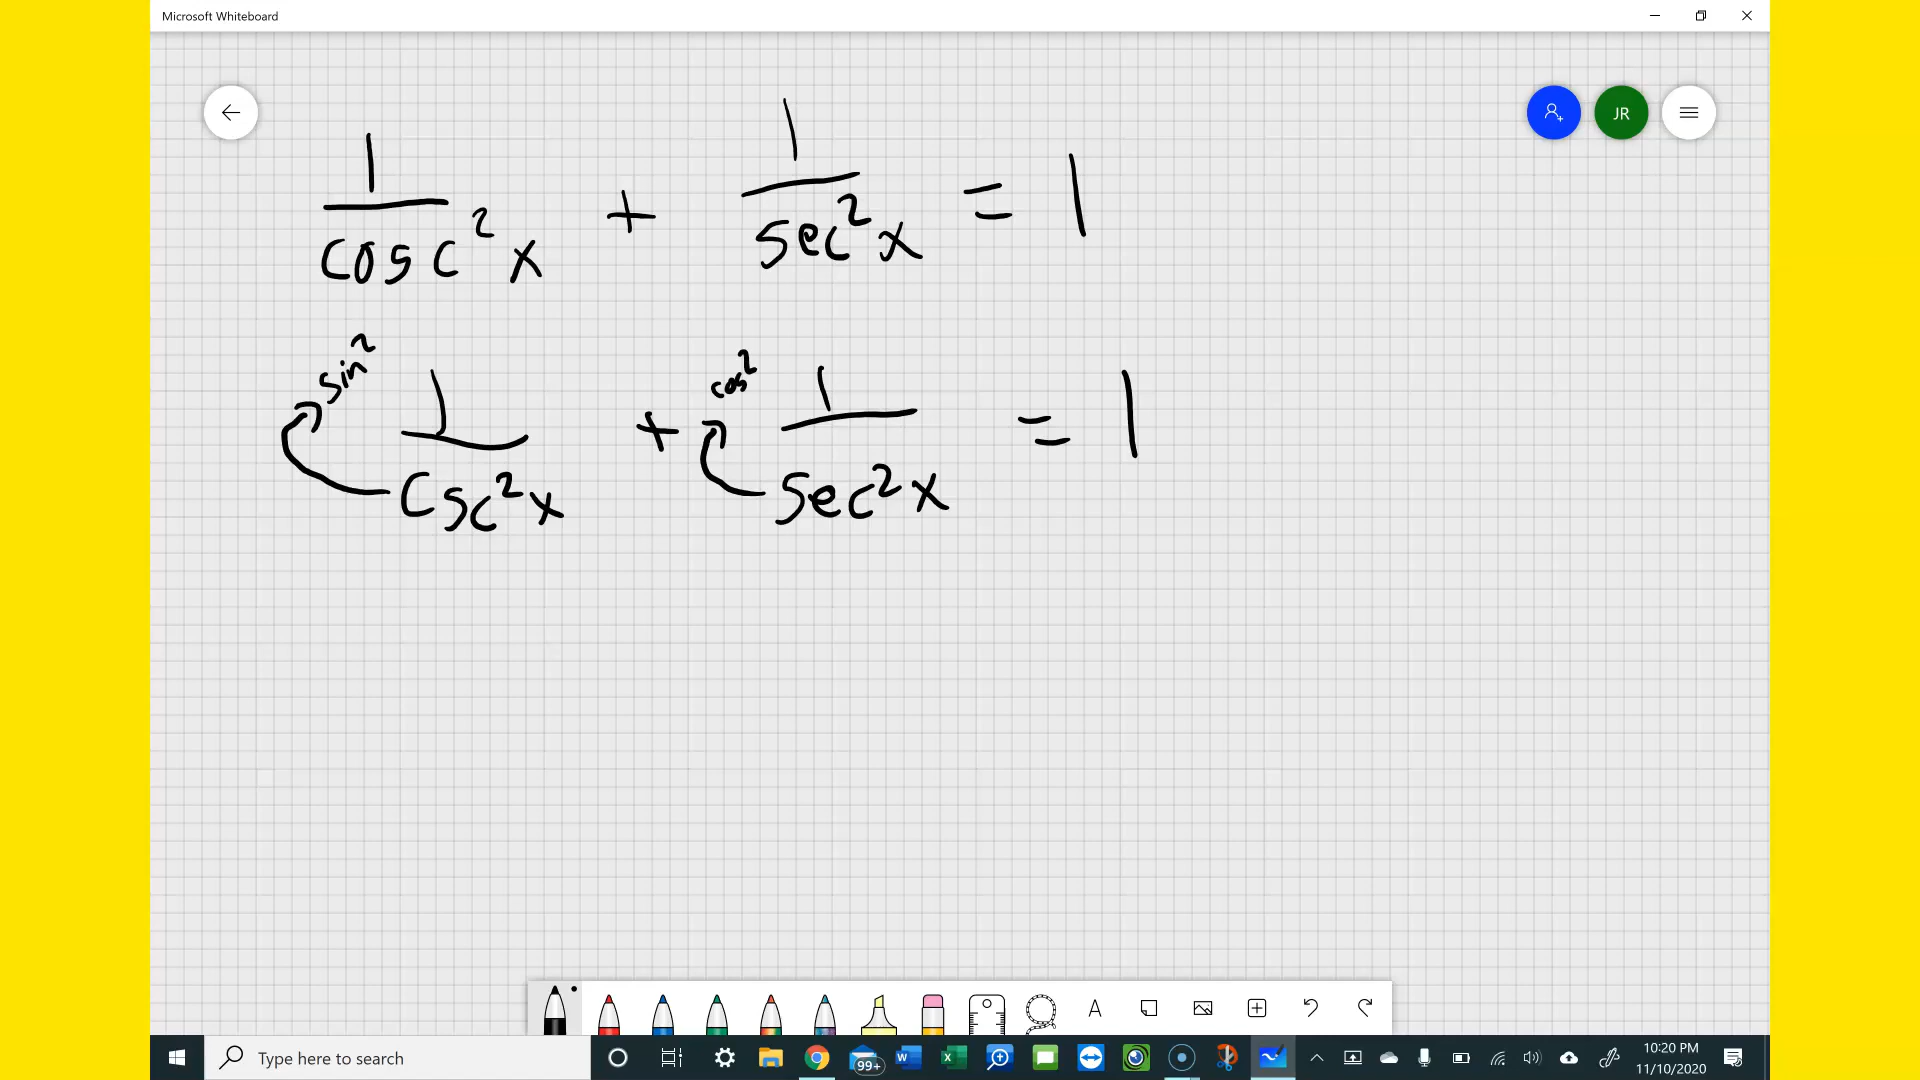 Microsoft Whiteboard
JR
1/cosc²x + 1/sec²x = 1
sin² 1/csc²x + cos² 1/sec²x = 1
A
Type here to search
99+
10:20 PM
11/10/2020